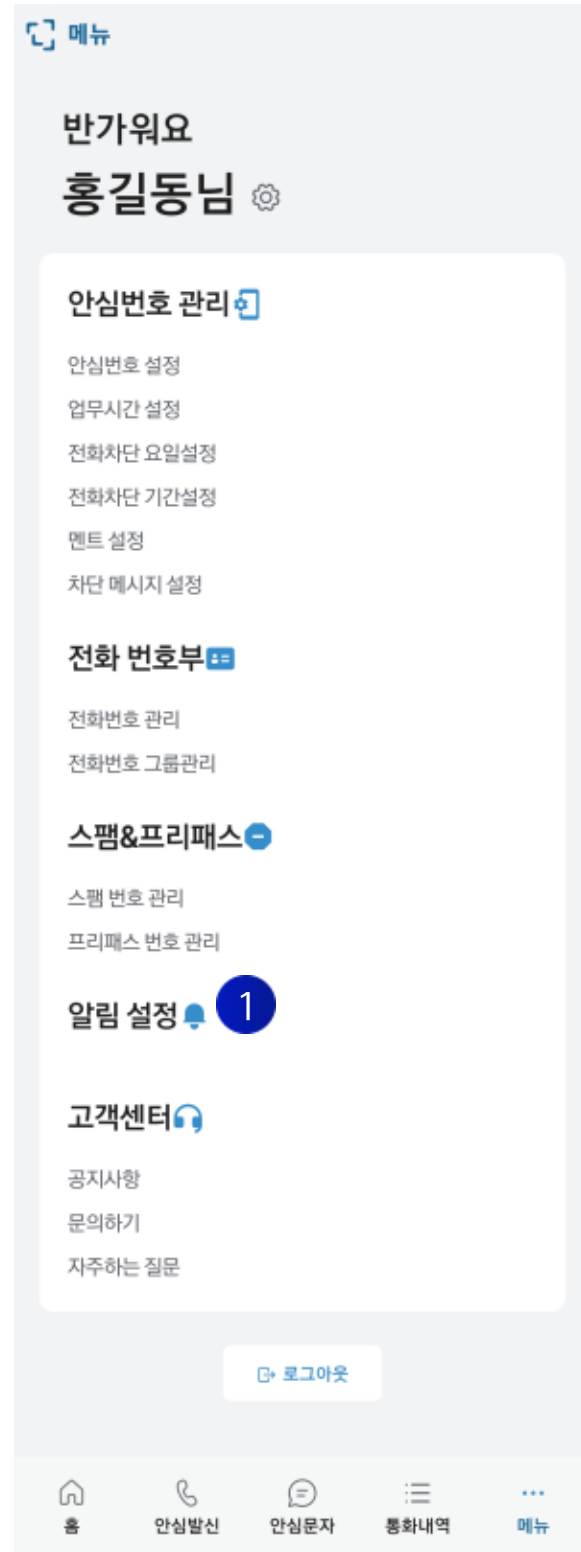 메뉴
반가워요
홍길동님
안심번호 관리
안심번호 설정
업무시간 설정
전화차단 요일설정
전화차단 기간설정
멘트 설정
차단 메시지 설정
전화 번호부
전화번호 관리
전화번호 그룹관리
스팸&프리패스
스팸 번호 관리
프리패스 번호 관리
알림 설정 1
고객센터
공지사항
문의하기
자주하는 질문
로그아웃
홈 안심발신 안심문자 통화내역 메뉴